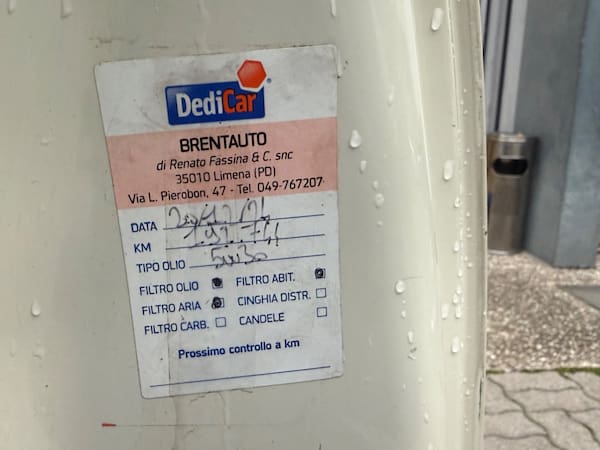 DediCar
BRENTAUTO
di Renato Fassina & C. snc
35010 Limena (PD)
Via L. Pierobon, 47 - Tel. 049-767207
DATA
KM
TIPO OLIO 5W30
FILTRO OLIO FILTRO ABIT.
FILTRO ARIA CINGHIA DISTR.
FILTRO CARB. CANDELE
Prossimo controllo a km